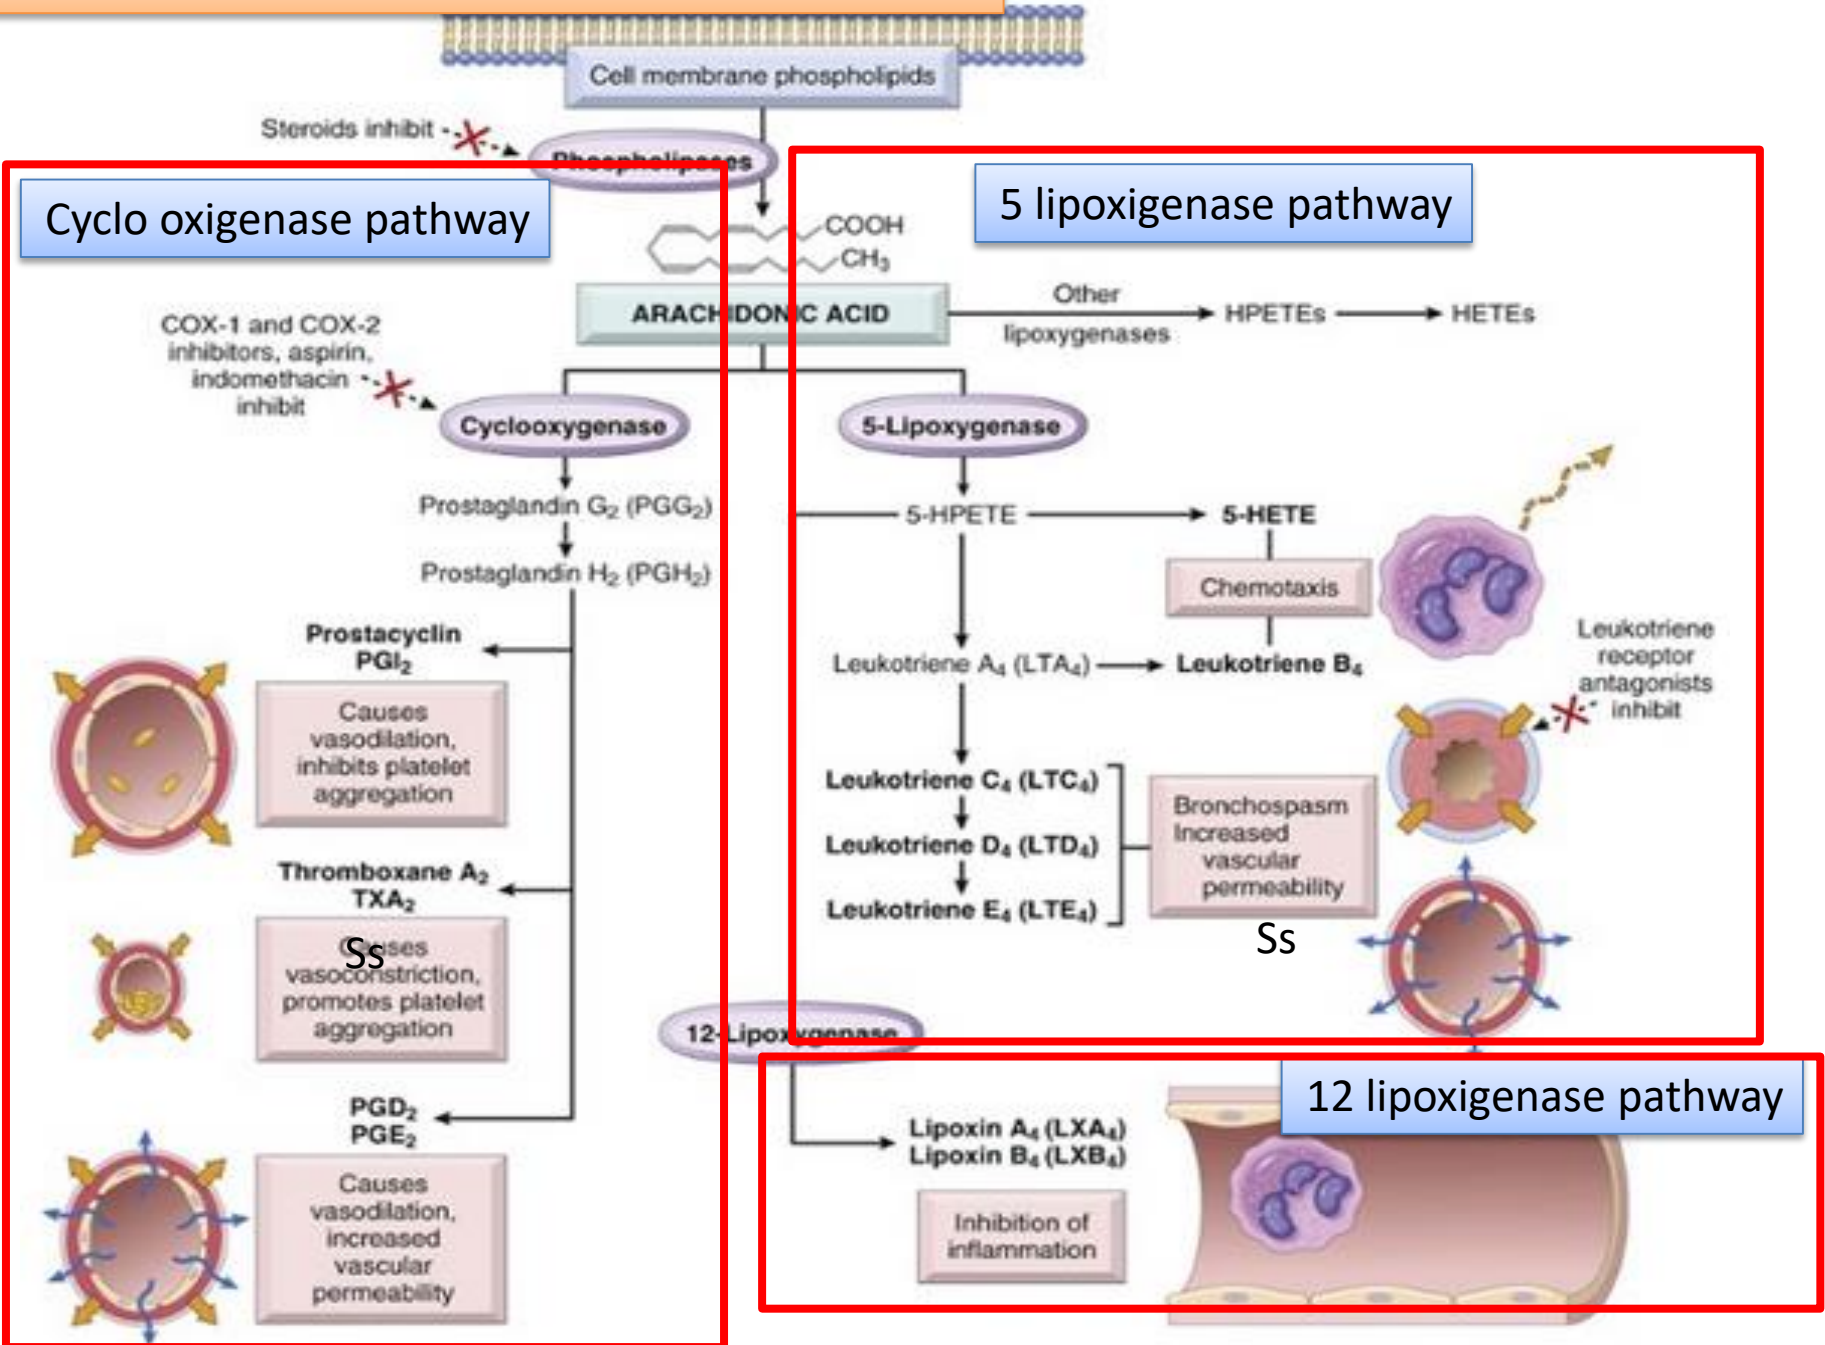 Cell membrane phospholipids
Steroids inhibit
Phospholipases
Cyclo oxigenase pathway
5 lipoxigenase pathway
COOH
CH₃
ARACHIDONIC ACID
Other
lipoxygenases
HPETEs
HETEs
COX-1 and COX-2
inhibitors, aspirin,
indomethacin
inhibit
Cyclooxygenase
5-Lipoxygenase
Prostaglandin G₂ (PGG₂)
5-HPETE
5-HETE
Prostaglandin H₂ (PGH₂)
Chemotaxis
Prostacyclin
PGI₂
Leukotriene A₄ (LTA₄)
Leukotriene B₄
Leukotriene
receptor
antagonists
inhibit
Causes
vasodilation,
inhibits platelet
aggregation
Leukotriene C₄ (LTC₄)
Leukotriene D₄ (LTD₄)
Leukotriene E₄ (LTE₄)
Bronchospasm
Increased
vascular
permeability
Ss
Thromboxane A₂
TXA₂
Causes
Ss
vasoconstriction,
promotes platelet
aggregation
12-Lipoxygenase
12 lipoxigenase pathway
PGD₂
PGE₂
Lipoxin A₄ (LXA₄)
Lipoxin B₄ (LXB₄)
Causes
vasodilation,
increased
vascular
permeability
Inhibition of
inflammation